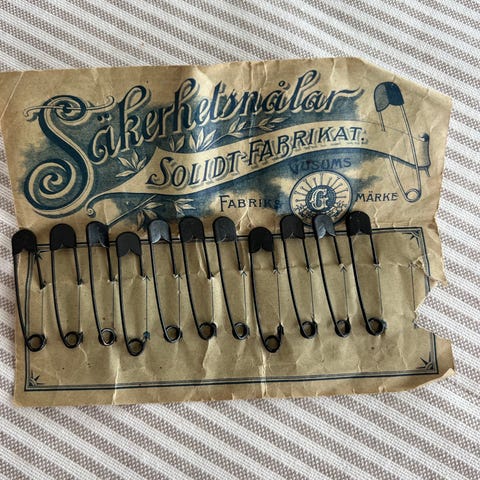 Säkerhetsnålar
SOLIDT-FABRIKAT.
GUSUMS
FABRIKS MÄRKE
G